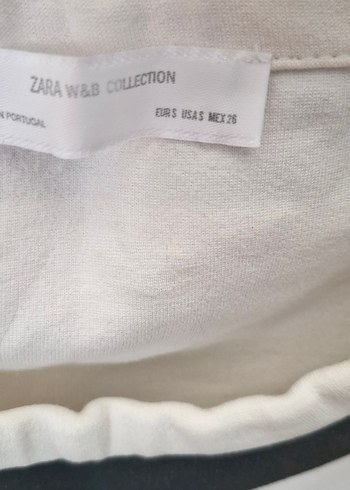 ZARA W&B COLLECTION
N PORTUGAL
EUR S USA S MEX 26